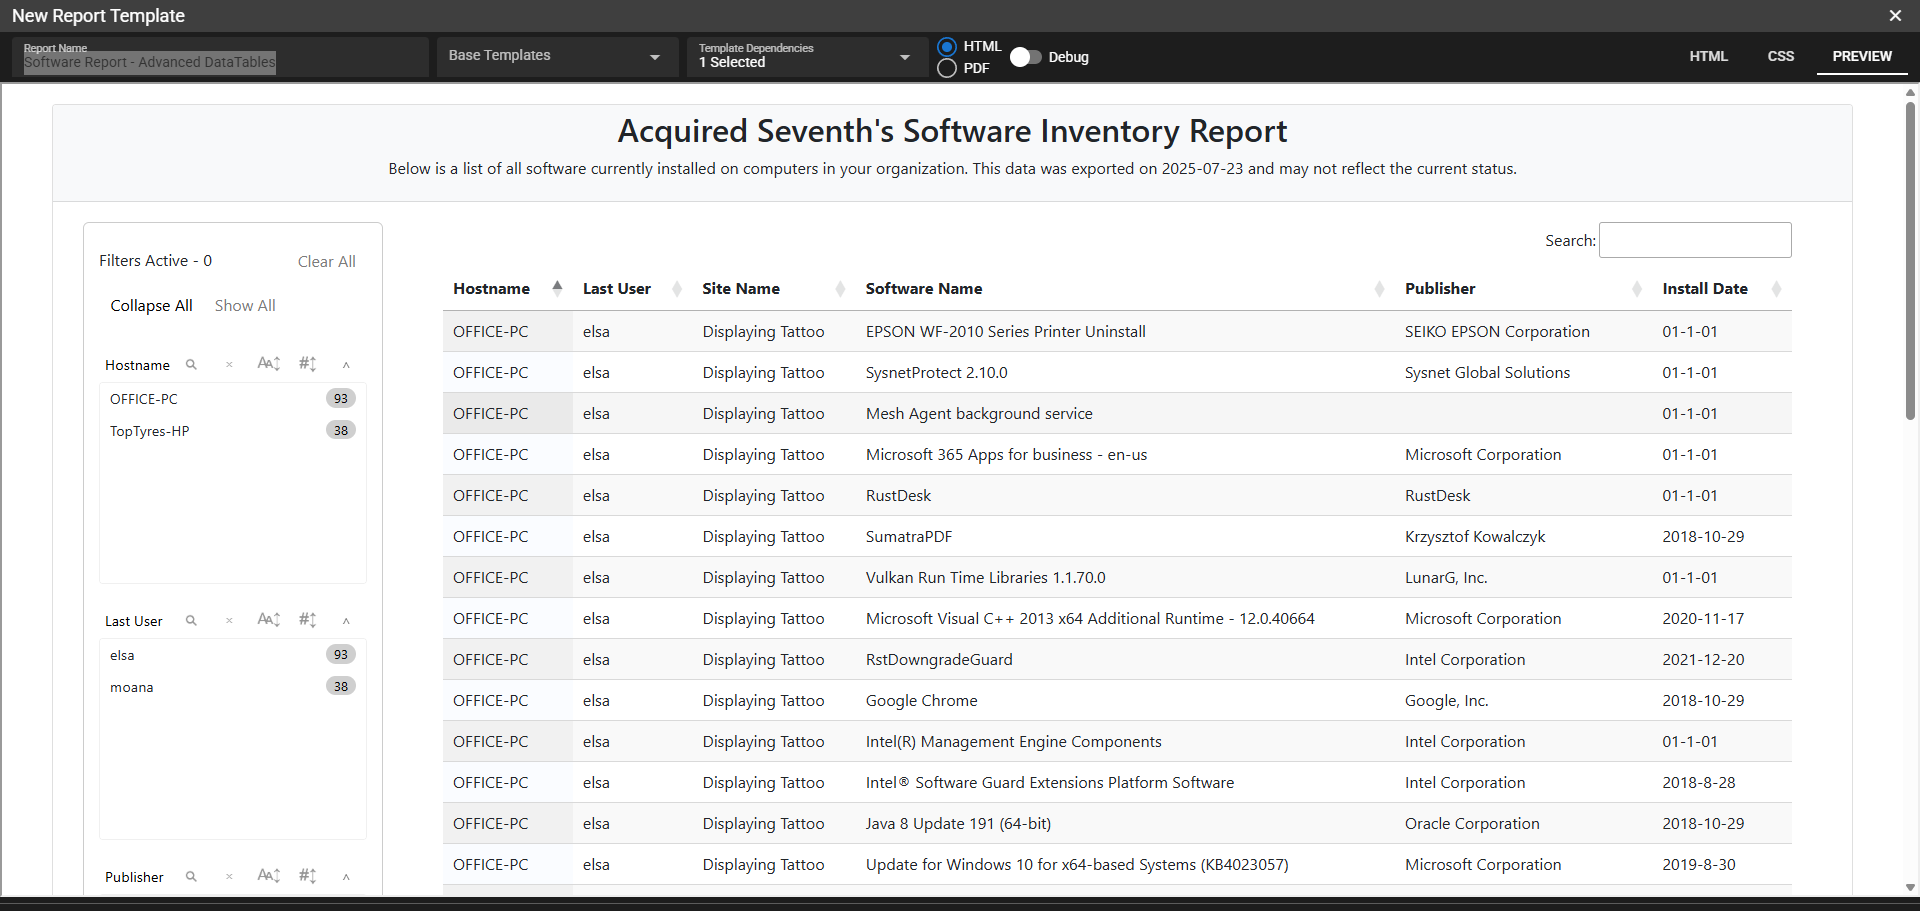 New Report Template
Report Name
Software Report - Advanced DataTables
Base Templates
Template Dependencies
1 Selected
HTML
PDF
Debug
HTML CSS PREVIEW
Acquired Seventh's Software Inventory Report
Below is a list of all software currently installed on computers in your organization. This data was exported on 2025-07-23 and may not reflect the current status.
Filters Active - 0 Clear All
Collapse All Show All
Hostname
OFFICE-PC 93
TopTyres-HP 38
Last User
elsa 93
moana 38
Publisher
Search:
Hostname Last User Site Name Software Name Publisher Install Date
OFFICE-PC elsa Displaying Tattoo EPSON WF-2010 Series Printer Uninstall SEIKO EPSON Corporation 01-1-01
OFFICE-PC elsa Displaying Tattoo SysnetProtect 2.10.0 Sysnet Global Solutions 01-1-01
OFFICE-PC elsa Displaying Tattoo Mesh Agent background service 01-1-01
OFFICE-PC elsa Displaying Tattoo Microsoft 365 Apps for business - en-us Microsoft Corporation 01-1-01
OFFICE-PC elsa Displaying Tattoo RustDesk RustDesk 01-1-01
OFFICE-PC elsa Displaying Tattoo SumatraPDF Krzysztof Kowalczyk 2018-10-29
OFFICE-PC elsa Displaying Tattoo Vulkan Run Time Libraries 1.1.70.0 LunarG, Inc. 01-1-01
OFFICE-PC elsa Displaying Tattoo Microsoft Visual C++ 2013 x64 Additional Runtime - 12.0.40664 Microsoft Corporation 2020-11-17
OFFICE-PC elsa Displaying Tattoo RstDowngradeGuard Intel Corporation 2021-12-20
OFFICE-PC elsa Displaying Tattoo Google Chrome Google, Inc. 2018-10-29
OFFICE-PC elsa Displaying Tattoo Intel(R) Management Engine Components Intel Corporation 01-1-01
OFFICE-PC elsa Displaying Tattoo Intel® Software Guard Extensions Platform Software Intel Corporation 2018-8-28
OFFICE-PC elsa Displaying Tattoo Java 8 Update 191 (64-bit) Oracle Corporation 2018-10-29
OFFICE-PC elsa Displaying Tattoo Update for Windows 10 for x64-based Systems (KB4023057) Microsoft Corporation 2019-8-30